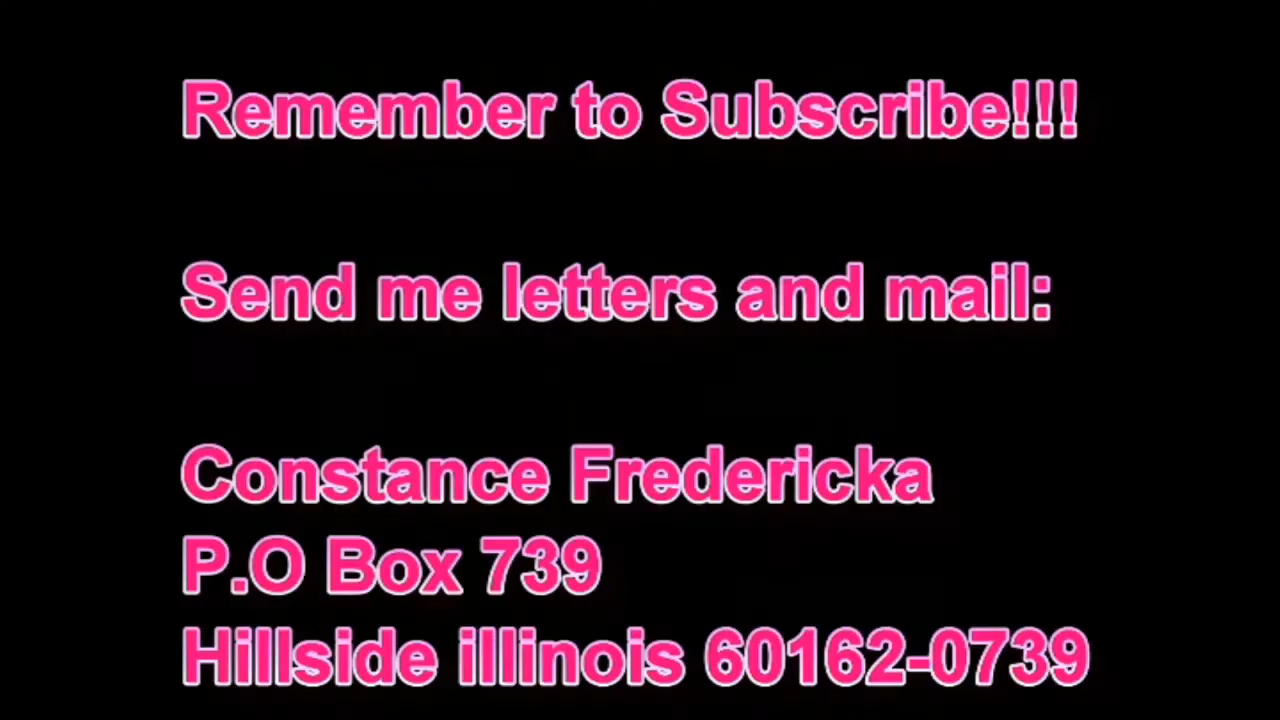 Remember to Subscribe!!!
Send me letters and mail:
Constance Fredericka
P.O Box 739
Hillside illinois 60162-0739